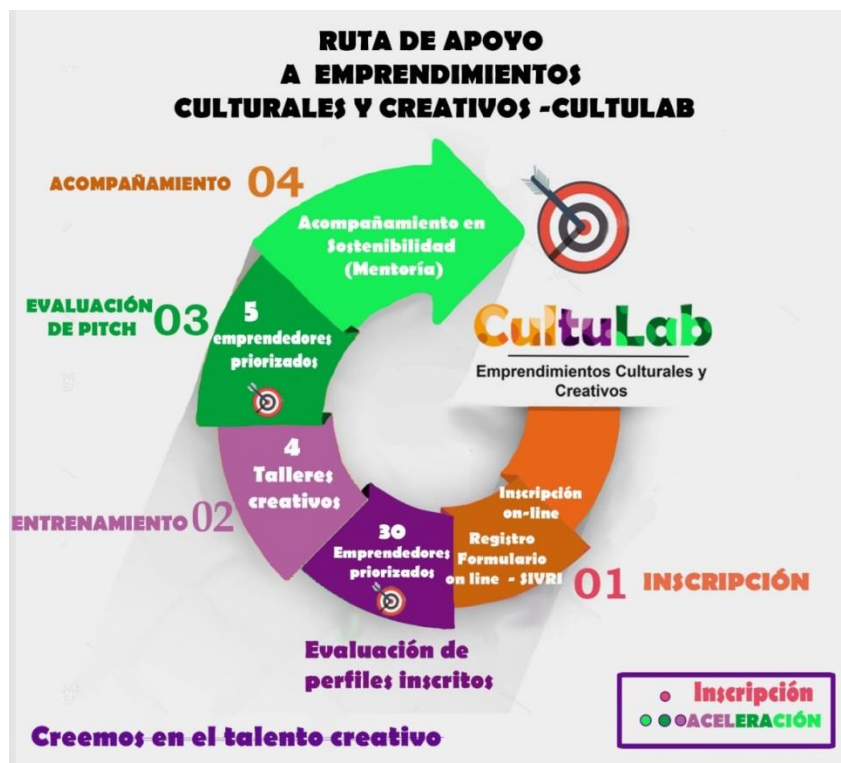 RUTA DE APOYO
A EMPRENDIMIENTOS
CULTURALES Y CREATIVOS -CULTULAB
ACOMPAÑAMIENTO 04
Acompañamiento en
Sostenibilidad
(Mentoría)
EVALUACIÓN
DE PITCH 03
5
emprendedores
priorizados
CultuLab
Emprendimientos Culturales y
Creativos
4
Talleres
creativos
ENTRENAMIENTO 02
30
Emprendedores
priorizados
Inscripción
on-line
Registro
Formulario
on line - SIVRI
01 INSCRIPCIÓN
Evaluación de
perfiles inscritos
Inscripción
ACELERACIÓN
Creemos en el talento creativo